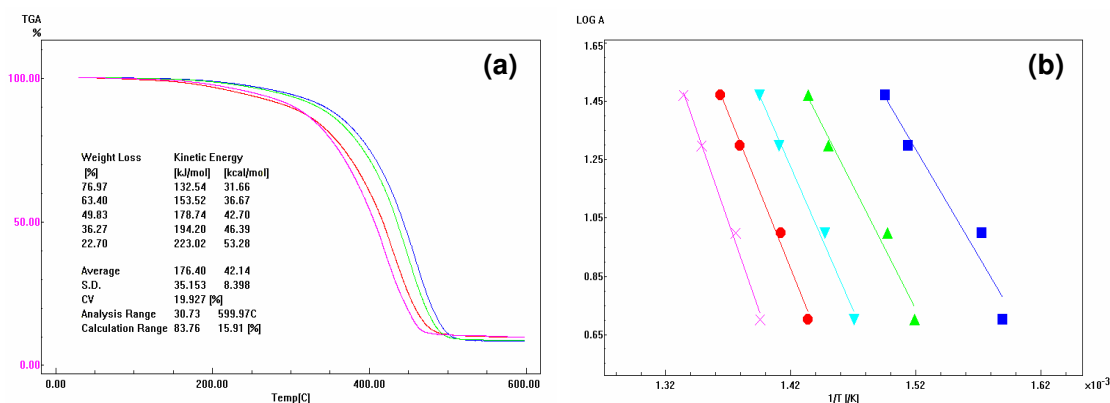 TGA
%
(a)
100.00
50.00
0.00
Weight Loss Kinetic Energy
[%] [kJ/mol] [kcal/mol]
76.97 132.54 31.66
63.40 153.52 36.67
49.83 178.74 42.70
36.27 194.20 46.39
22.70 223.02 53.28
Average 176.40 42.14
S.D. 35.153 8.398
CV 19.927 [%]
Analysis Range 30.73 599.97C
Calculation Range 83.76 15.91 [%]
0.00 200.00 400.00 600.00
Temp[C]
LOG A
(b)
1.65
1.45
1.25
1.05
0.85
0.65
1.32 1.42 1.52 1.62 ×10⁻³
1/T [/K]